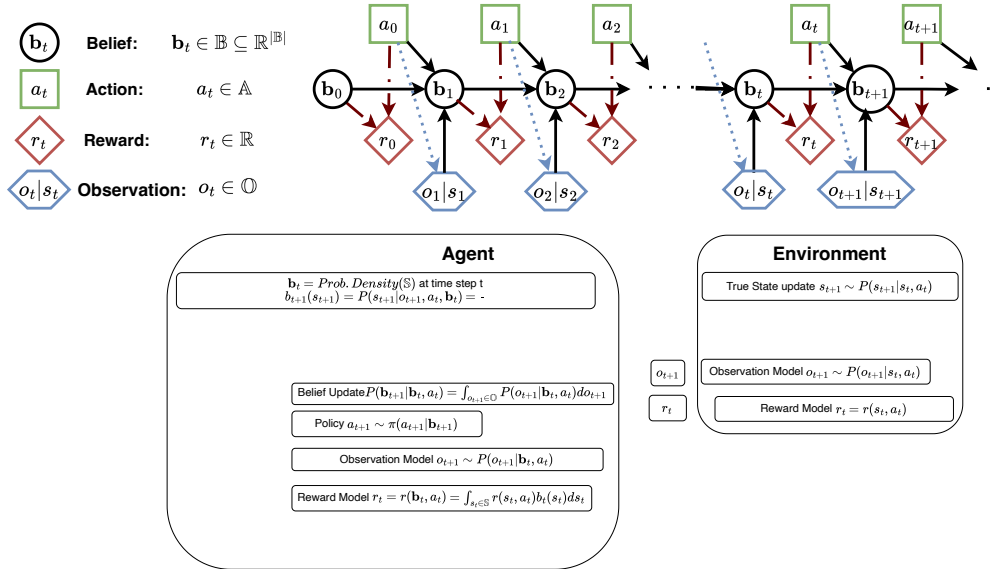 b_t Belief: b_t ∈ 𝔹 ⊆ ℝ^{|𝔹|}
a_t Action: a_t ∈ 𝔸
r_t Reward: r_t ∈ ℝ
o_t|s_t Observation: o_t ∈ 𝕆
a_0 a_1 a_2 a_t a_{t+1}
b_0 b_1 b_2 b_t b_{t+1}
r_0 r_1 r_2 r_t r_{t+1}
o_1|s_1 o_2|s_2 o_t|s_t o_{t+1}|s_{t+1}
Agent
b_t = Prob.Density(𝕊) at time step t
b_{t+1}(s_{t+1}) = P(s_{t+1}|o_{t+1}, a_t, b_t) = -
Belief Update P(b_{t+1}|b_t, a_t) = ∫_{o_{t+1}∈𝕆} P(o_{t+1}|b_t, a_t)do_{t+1}
Policy a_{t+1} ∼ π(a_{t+1}|b_{t+1})
Observation Model o_{t+1} ∼ P(o_{t+1}|b_t, a_t)
Reward Model r_t = r(b_t, a_t) = ∫_{s_t∈𝕊} r(s_t, a_t)b_t(s_t)ds_t
o_{t+1}
r_t
Environment
True State update s_{t+1} ∼ P(s_{t+1}|s_t, a_t)
Observation Model o_{t+1} ∼ P(o_{t+1}|s_t, a_t)
Reward Model r_t = r(s_t, a_t)